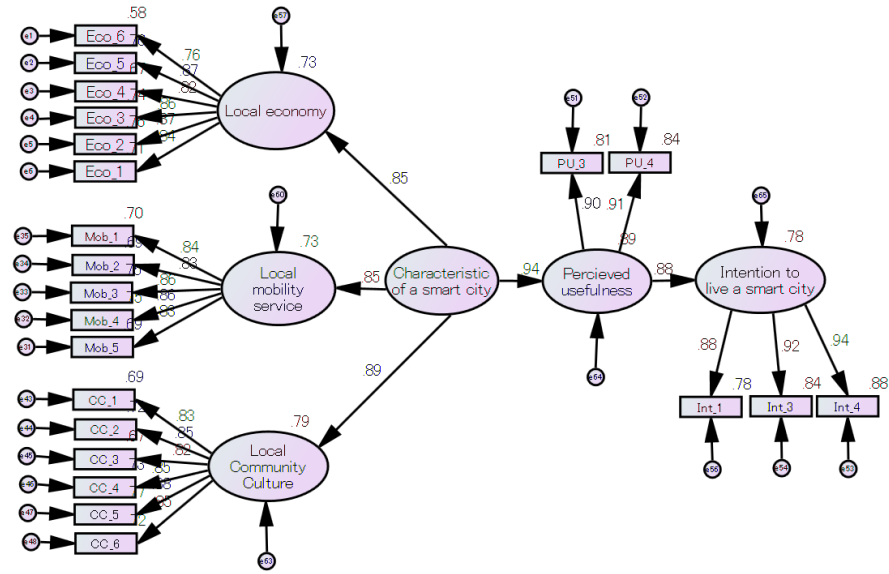 .58
e1
Eco_6
e2
Eco_5
e3
Eco_4
e4
Eco_3
e5
Eco_2
e6
Eco_1
.76
.87
.82
.86
.87
.84
e57
.73
Local economy
.85
e51
e52
.81
.84
PU_3
PU_4
.90
.91
.89
.70
e35
Mob_1
e34
Mob_2
e33
Mob_3
e32
Mob_4
e31
Mob_5
.84
.83
.86
.86
.83
e60
.73
Local
mobility
service
.85
Characteristic
of a smart city
.94
Percieved
usefulness
e64
.88
e65
.78
Intention to
live a smart city
.88
.92
.94
.78
.84
.88
Int_1
Int_3
Int_4
e56
e54
e53
.89
.69
e43
CC_1
e44
CC_2
e45
CC_3
e46
CC_4
e47
CC_5
e48
CC_6
.83
.85
.82
.85
.79
Local
Community
Culture
e63